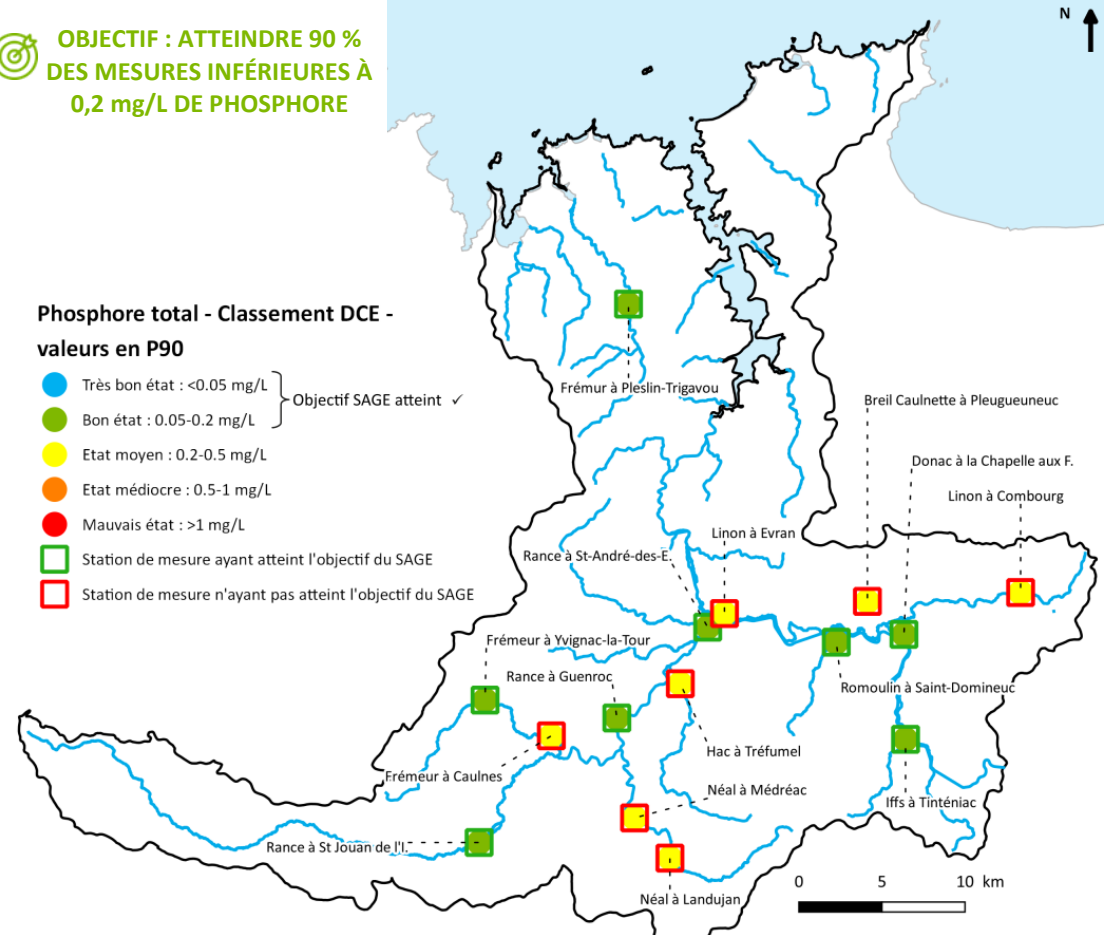 OBJECTIF : ATTEINDRE 90 %
DES MESURES INFÉRIEURES À
0,2 mg/L DE PHOSPHORE
N
Phosphore total - Classement DCE -
valeurs en P90
Très bon état : <0.05 mg/L
Bon état : 0.05-0.2 mg/L
Objectif SAGE atteint ✓
Etat moyen : 0.2-0.5 mg/L
Etat médiocre : 0.5-1 mg/L
Mauvais état : >1 mg/L
Station de mesure ayant atteint l'objectif du SAGE
Station de mesure n'ayant pas atteint l'objectif du SAGE
Frémur à Pleslin-Trigavou
Breil Caulnette à Pleugueuneuc
Donac à la Chapelle aux F.
Linon à Combourg
Linon à Evran
Rance à St-André-des-E.
Frémeur à Yvignac-la-Tour
Rance à Guenroc
Romoulin à Saint-Domineuc
Hac à Tréfumel
Frémeur à Caulnes
Néal à Médréac
Iffs à Tinténiac
Rance à St Jouan de l'I.
Néal à Landujan
0 5 10 km